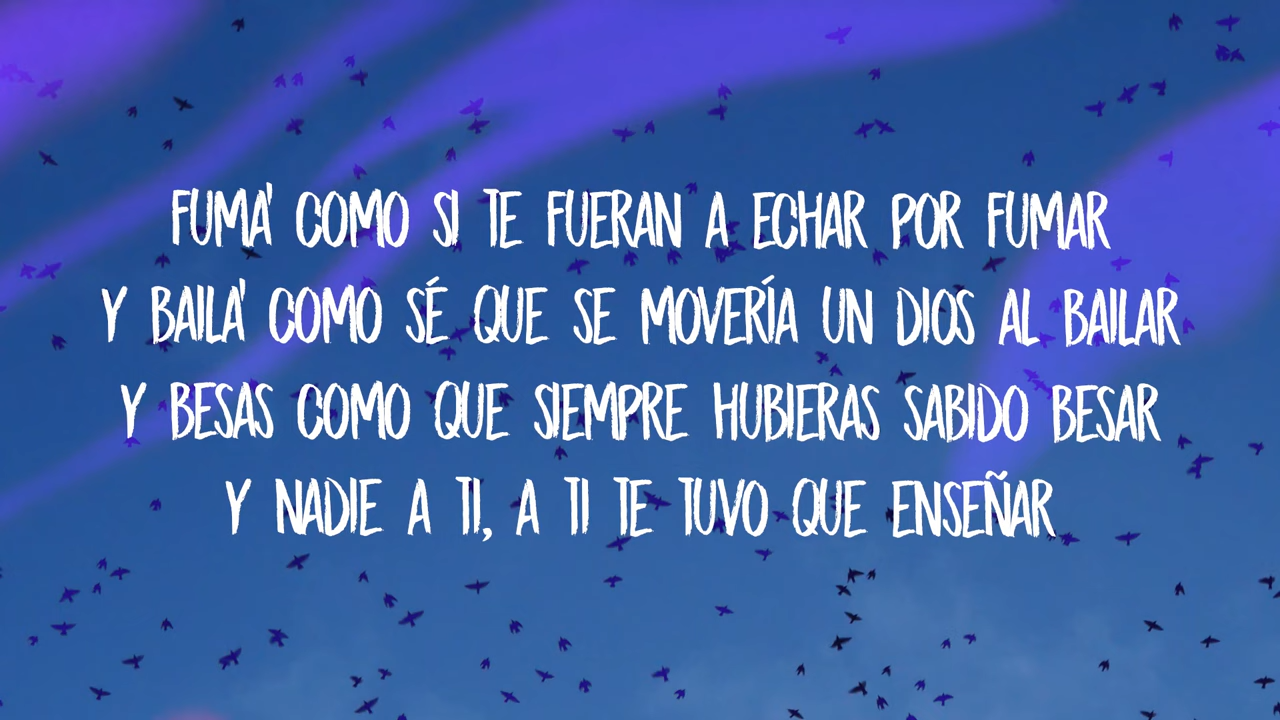 FUMA' COMO SI TE FUERAN A ECHAR POR FUMAR
Y BAILA' COMO SÉ QUE SE MOVERÍA UN DIOS AL BAILAR
Y BESAS COMO QUE SIEMPRE HUBIERAS SABIDO BESAR
Y NADIE A TI, A TI TE TUVO QUE ENSEÑAR